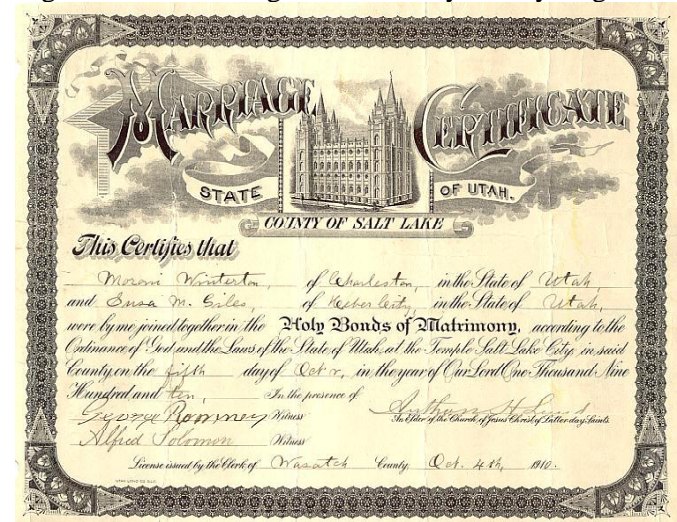 MARRIAGE CERTIFICATE
STATE OF UTAH.
COUNTY OF SALT LAKE
This Certifies that
Moroni Winterton, of Charleston, in the State of Utah,
and Ensa M. Giles, of Heber City in the State of Utah,
were by me joined together in the Holy Bonds of Matrimony, according to the
Ordinance of God and the Laws of the State of Utah, at the Temple Salt Lake City, in said
County on the fifth day of Oct r, in the year of Our Lord One Thousand Nine
Hundred and ten, In the presence of
George Romney Witness Anthon H. Lund
An Elder of the Church of Jesus Christ of Latter day Saints.
Alfred Solomon Witness
License issued by the Clerk of Wasatch County, Oct. 4th, 1910.